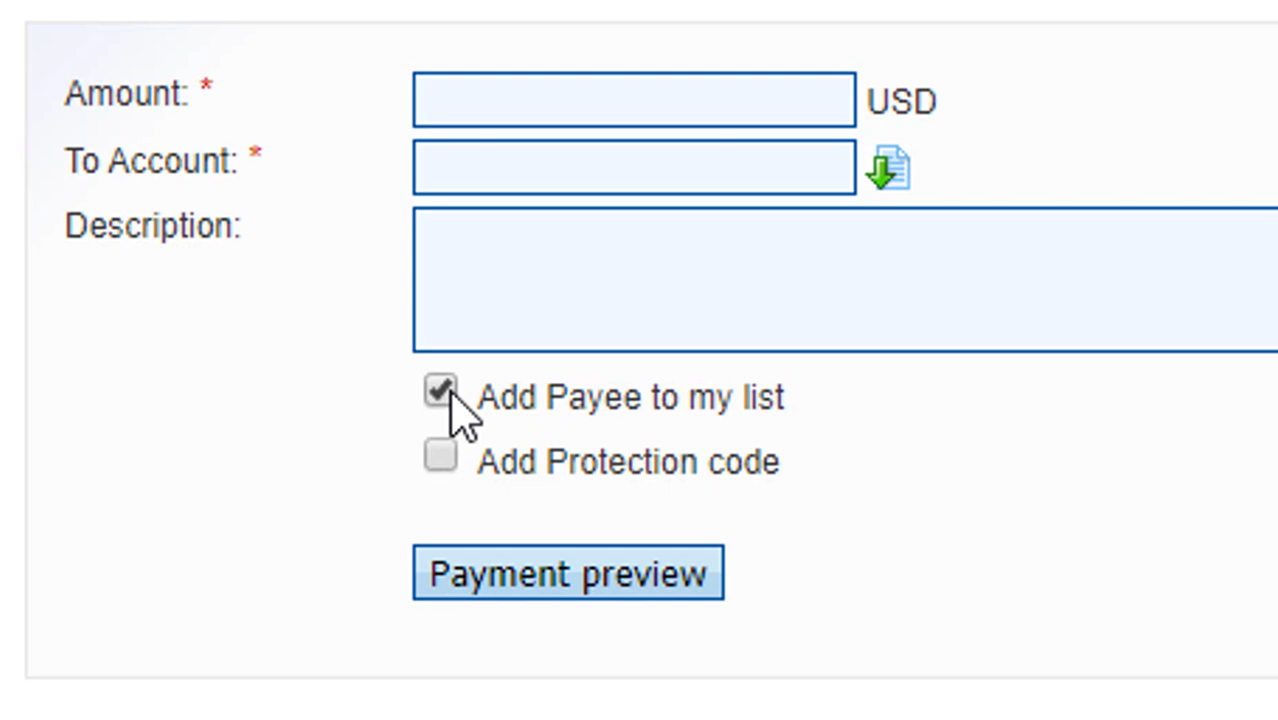 Amount: * USD
To Account: *
Description:
Add Payee to my list
Add Protection code
Payment preview